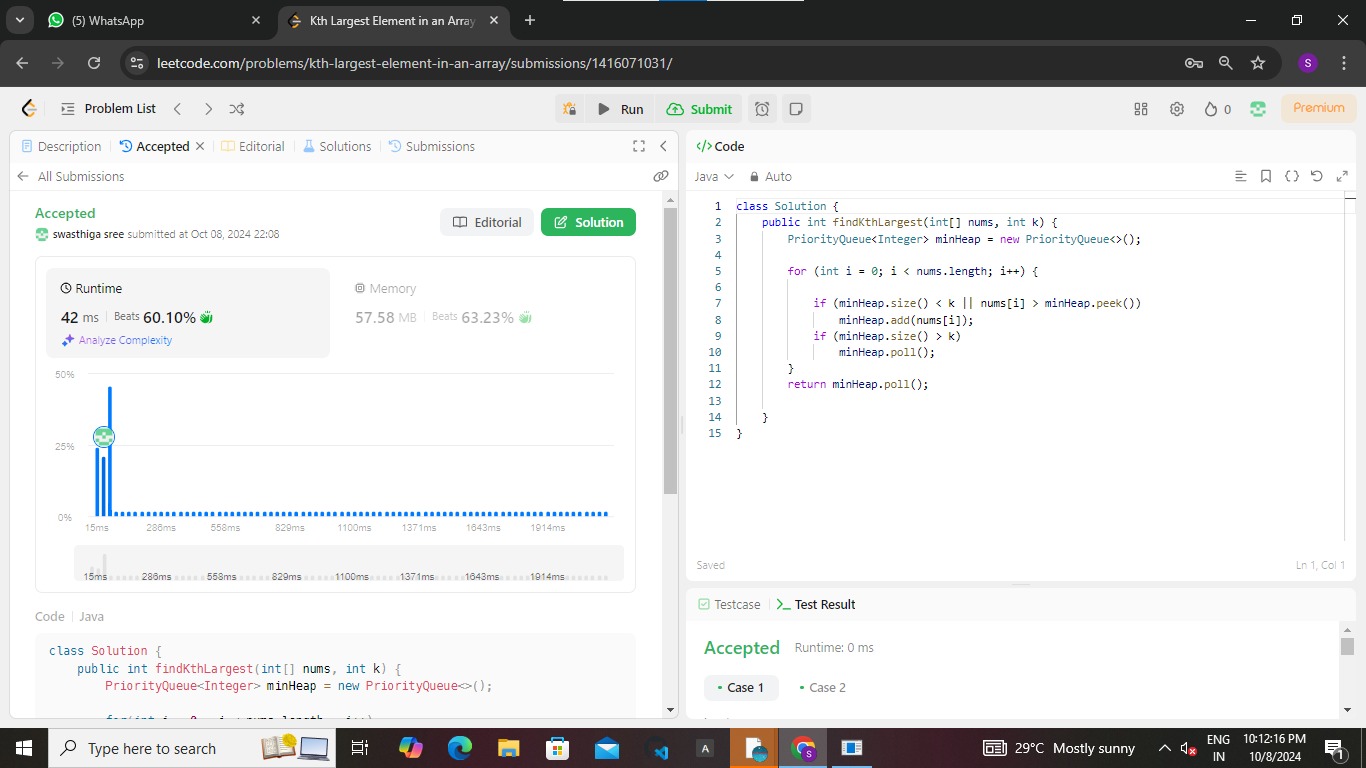 (5) WhatsApp
Kth Largest Element in an Array
leetcode.com/problems/kth-largest-element-in-an-array/submissions/1416071031/
S
Problem List
Run
Submit
0
Premium
Description
Accepted
Editorial
Solutions
Submissions
All Submissions
Accepted
swasthiga sree submitted at Oct 08, 2024 22:08
Editorial
Solution
Runtime
42 ms | Beats 60.10%
Analyze Complexity
Memory
57.58 MB | Beats 63.23%
50%
25%
0%
15ms 286ms 558ms 829ms 1100ms 1371ms 1643ms 1914ms
15ms 286ms 558ms 829ms 1100ms 1371ms 1643ms 1914ms
Code | Java
class Solution {
public int findKthLargest(int[] nums, int k) {
PriorityQueue<Integer> minHeap = new PriorityQueue<>();
</> Code
Java
Auto
1 class Solution {
2 public int findKthLargest(int[] nums, int k) {
3 PriorityQueue<Integer> minHeap = new PriorityQueue<>();
4
5 for (int i = 0; i < nums.length; i++) {
6
7 if (minHeap.size() < k || nums[i] > minHeap.peek())
8 minHeap.add(nums[i]);
9 if (minHeap.size() > k)
10 minHeap.poll();
11 }
12 return minHeap.poll();
13
14 }
15 }
Saved
Ln 1, Col 1
Testcase
Test Result
Accepted Runtime: 0 ms
Case 1
Case 2
Type here to search
A
S
29°C Mostly sunny
ENG
IN
10:12:16 PM
10/8/2024
1